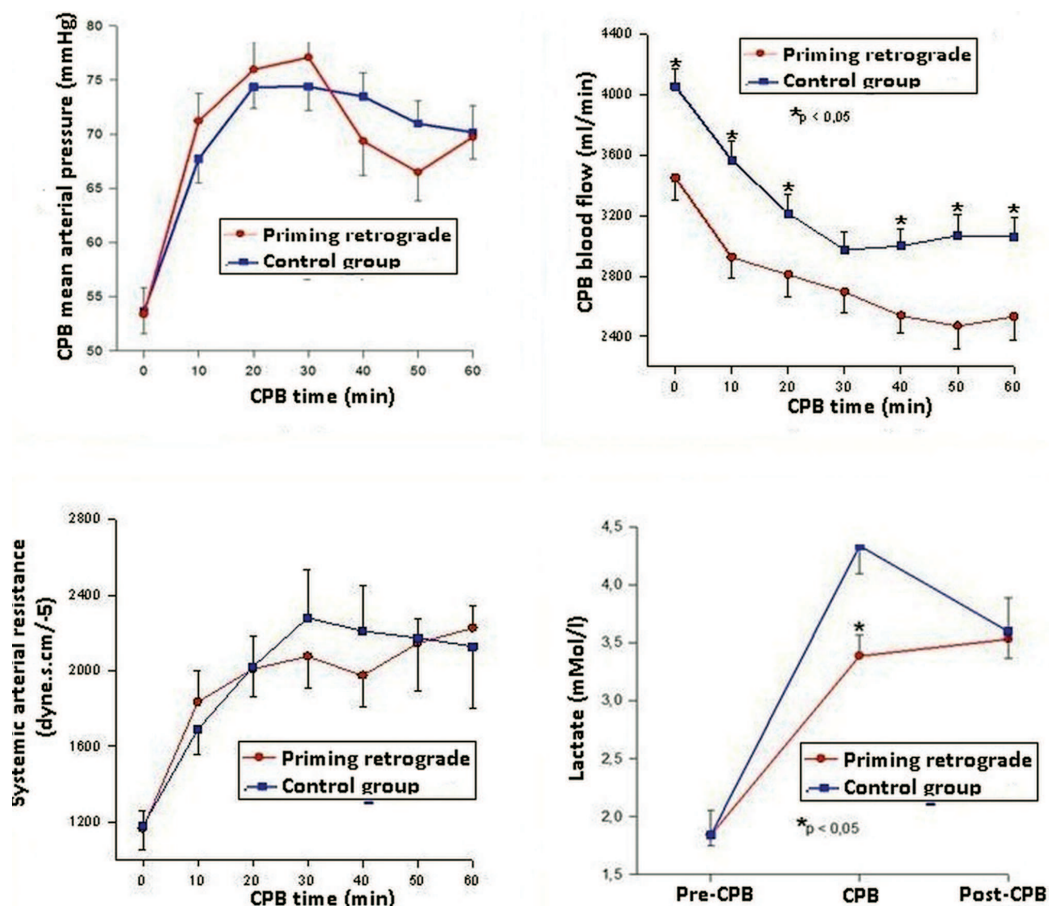 CPB mean arterial pressure (mmHg)
80
75
70
65
60
55
50
Priming retrograde
Control group
0 10 20 30 40 50 60
CPB time (min)
CPB blood flow (ml/min)
4400
4000
3600
3200
2800
2400
Priming retrograde
Control group
*p < 0,05
* * * * * *
0 10 20 30 40 50 60
CPB time (min)
Systemic arterial resistance
(dyne.s.cm/-5)
2800
2400
2000
1600
1200
Priming retrograde
Control group
0 10 20 30 40 50 60
CPB time (min)
Lactate (mMol/l)
4,5
4,0
3,5
3,0
2,5
2,0
1,5
*
Priming retrograde
Control group
*p < 0,05
Pre-CPB CPB Post-CPB